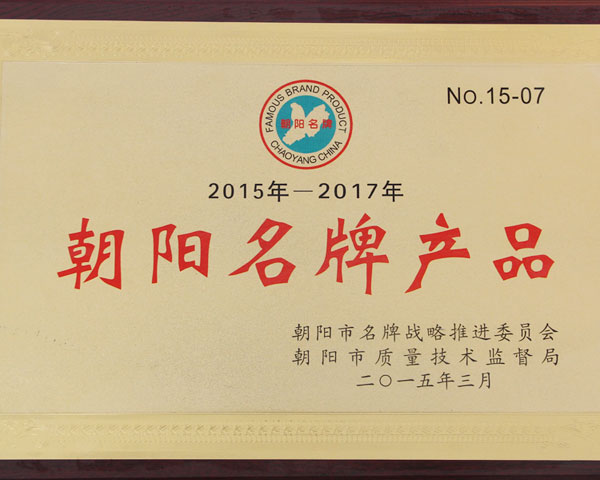 No.15-07
FAMOUS BRAND PRODUCT
朝阳名牌
CHAOYANG CHINA
2015年—2017年
朝阳名牌产品
朝阳市名牌战略推进委员会
朝阳市质量技术监督局
二〇一五年三月